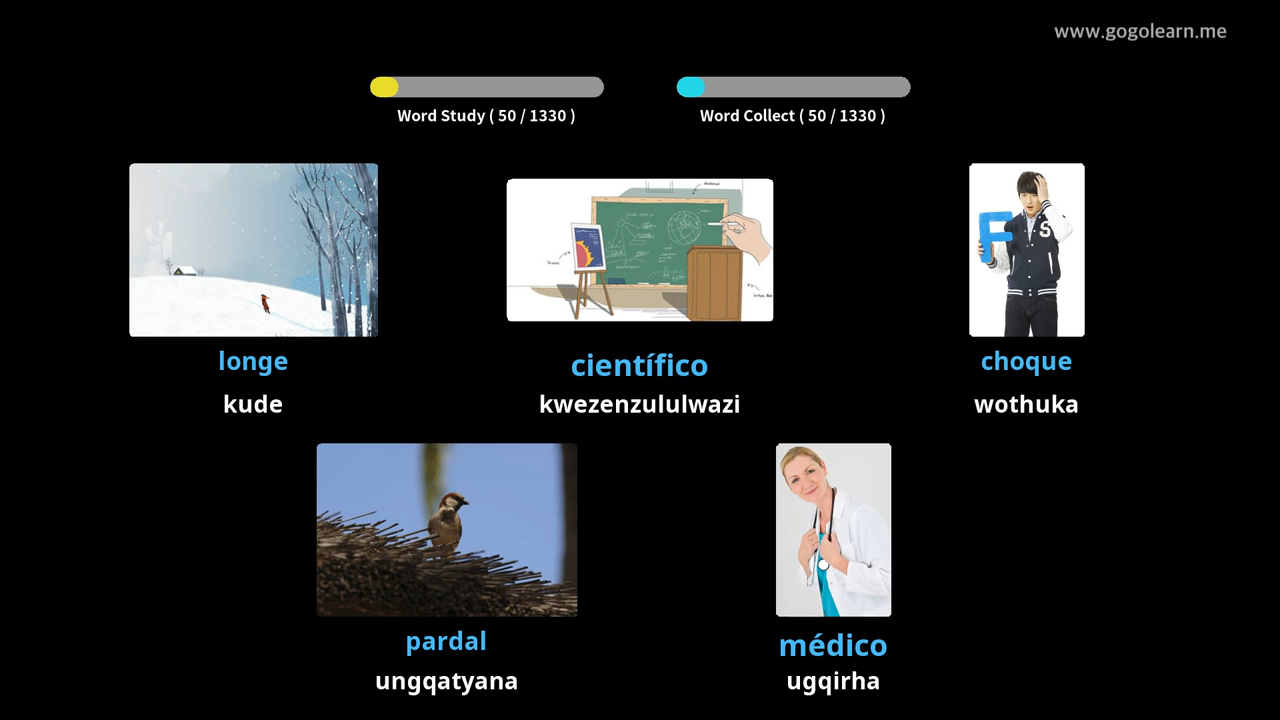 www.gogolearn.me
Word Study ( 50 / 1330 )
Word Collect ( 50 / 1330 )
longe
científico
choque
kude
kwezenzululwazi
wothuka
F
S
pardal
médico
ungqatyana
ugqirha